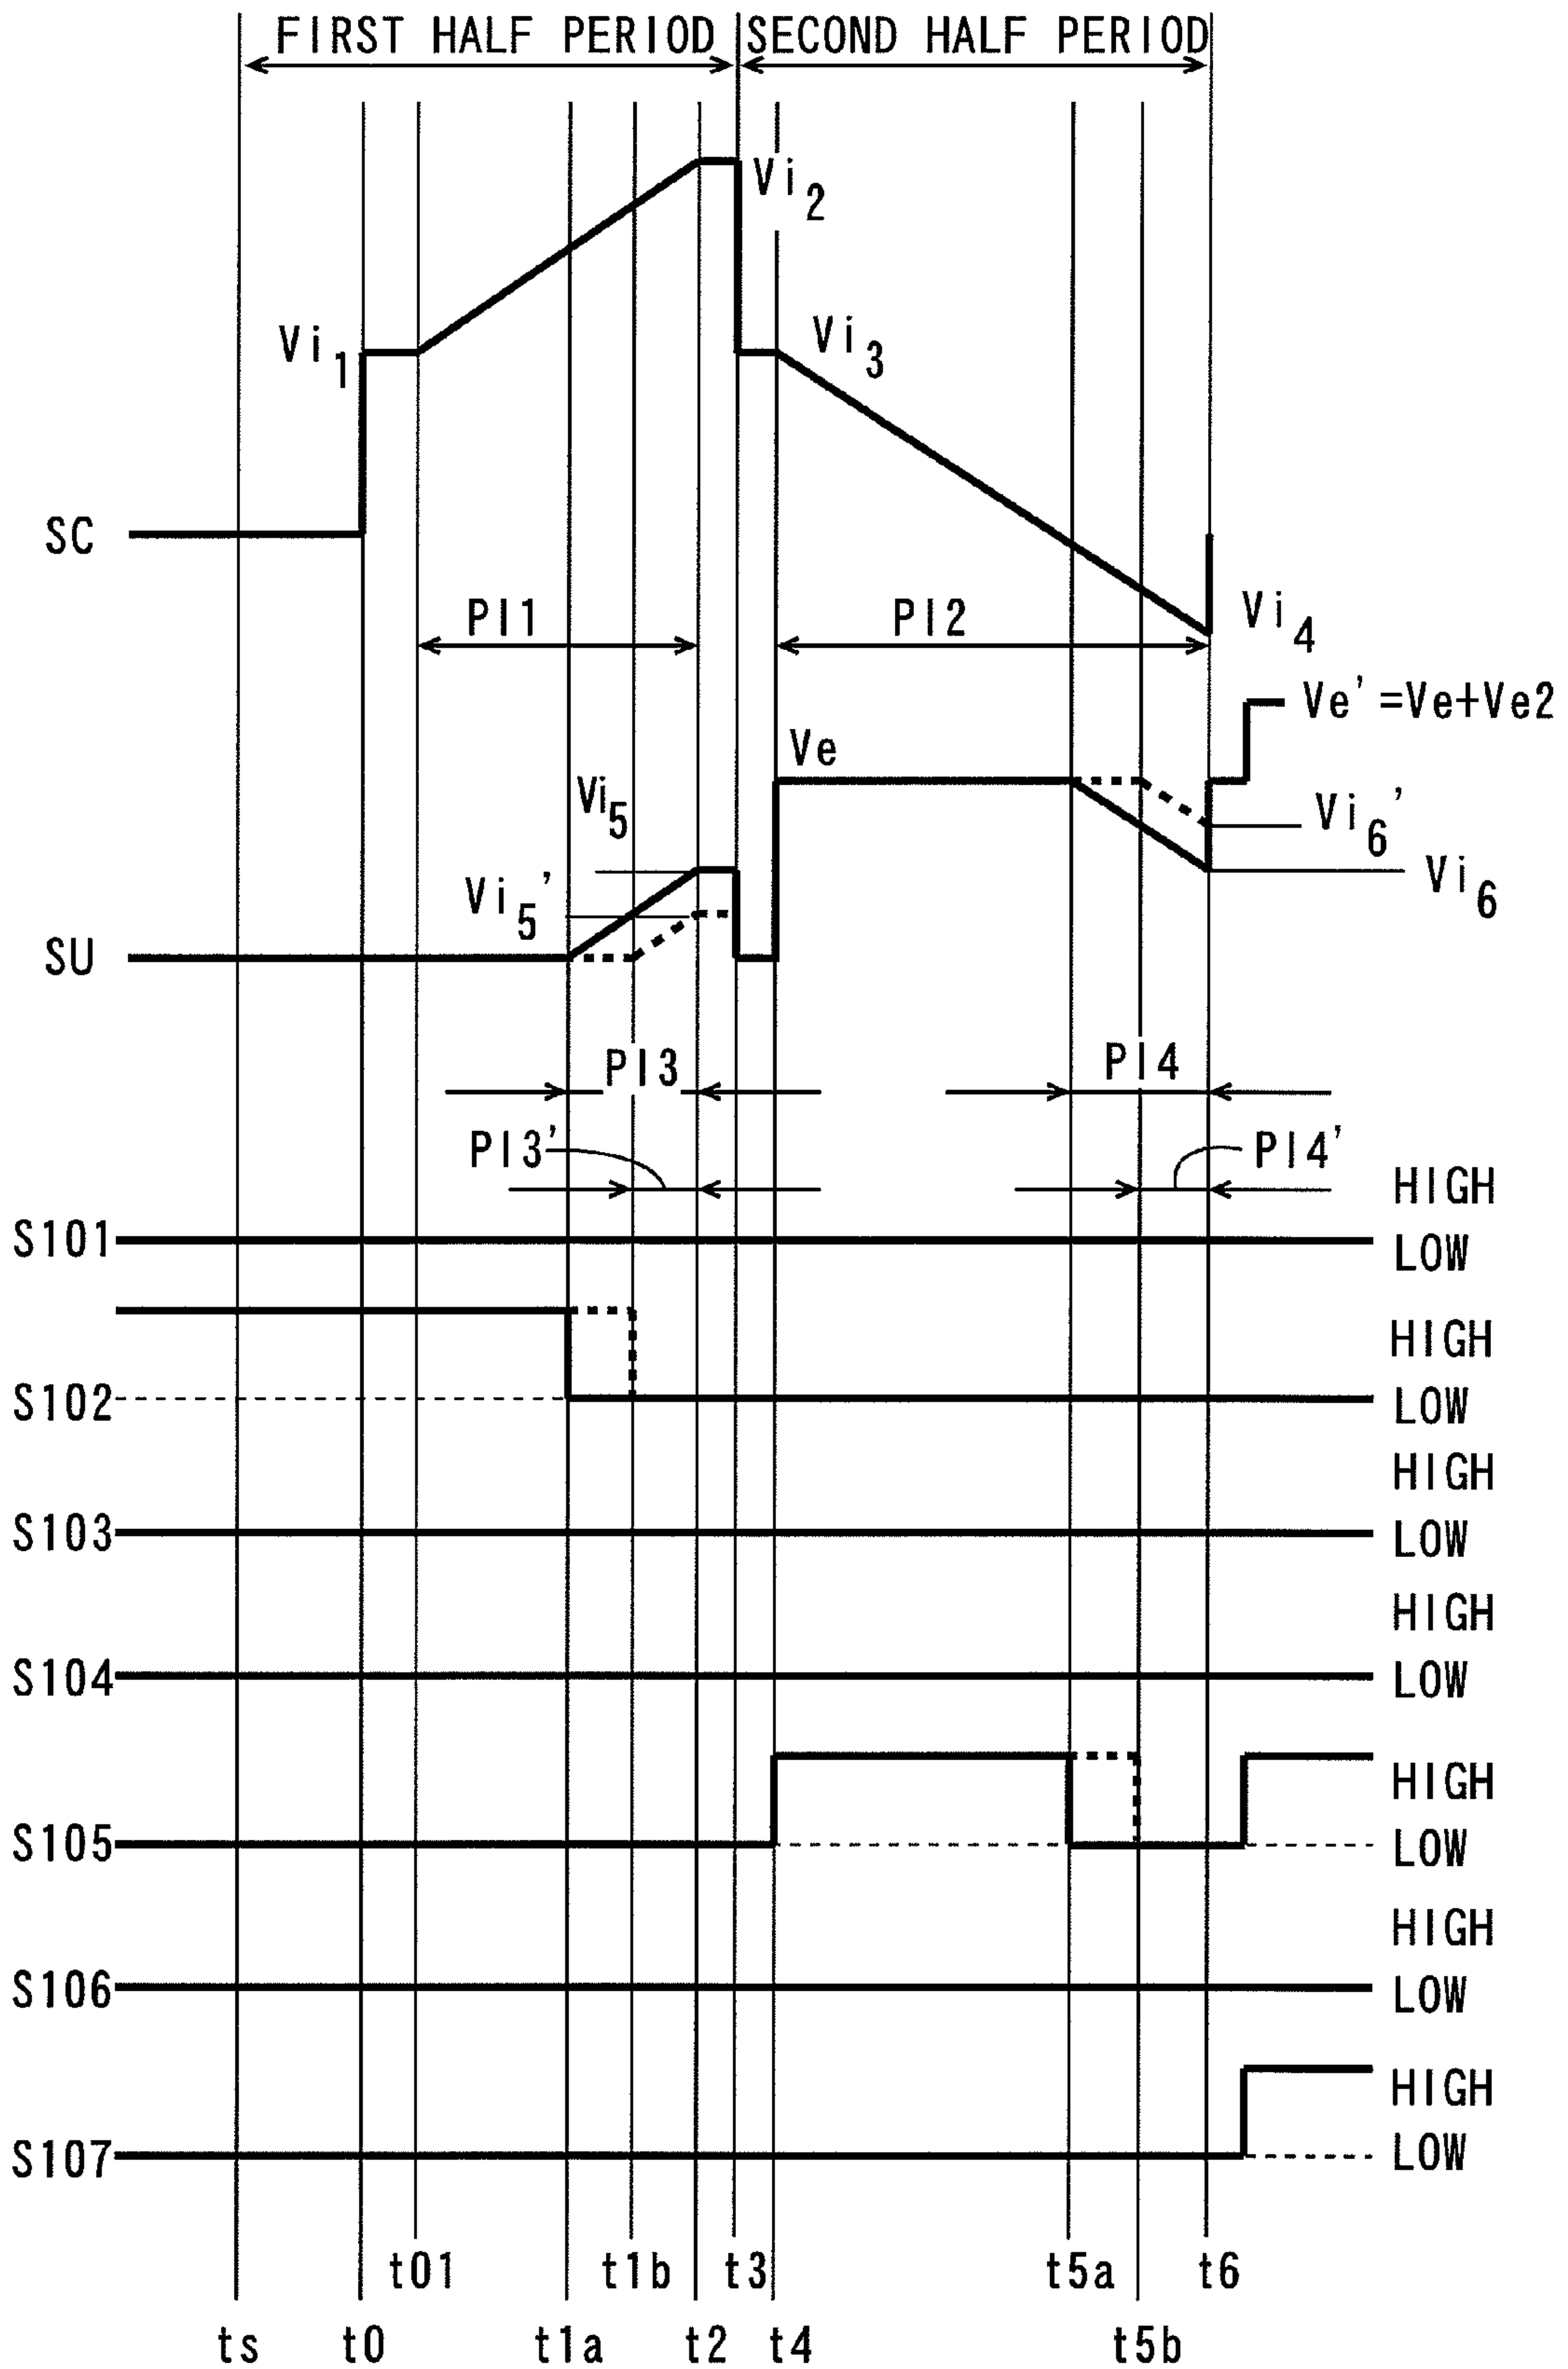 FIRST HALF PERIOD SECOND HALF PERIOD
Vi2
Vi1 Vi3
SC
PI1 PI2 Vi4
Ve'=Ve+Ve2
Ve
Vi5 Vi6'
Vi5' Vi6
SU
PI3 PI4
PI3' PI4'
HIGH
S101 LOW
HIGH
S102 LOW
HIGH
S103 LOW
HIGH
S104 LOW
HIGH
S105 LOW
HIGH
S106 LOW
HIGH
S107 LOW
t01 t1b t3 t5a t6
ts t0 t1a t2 t4 t5b